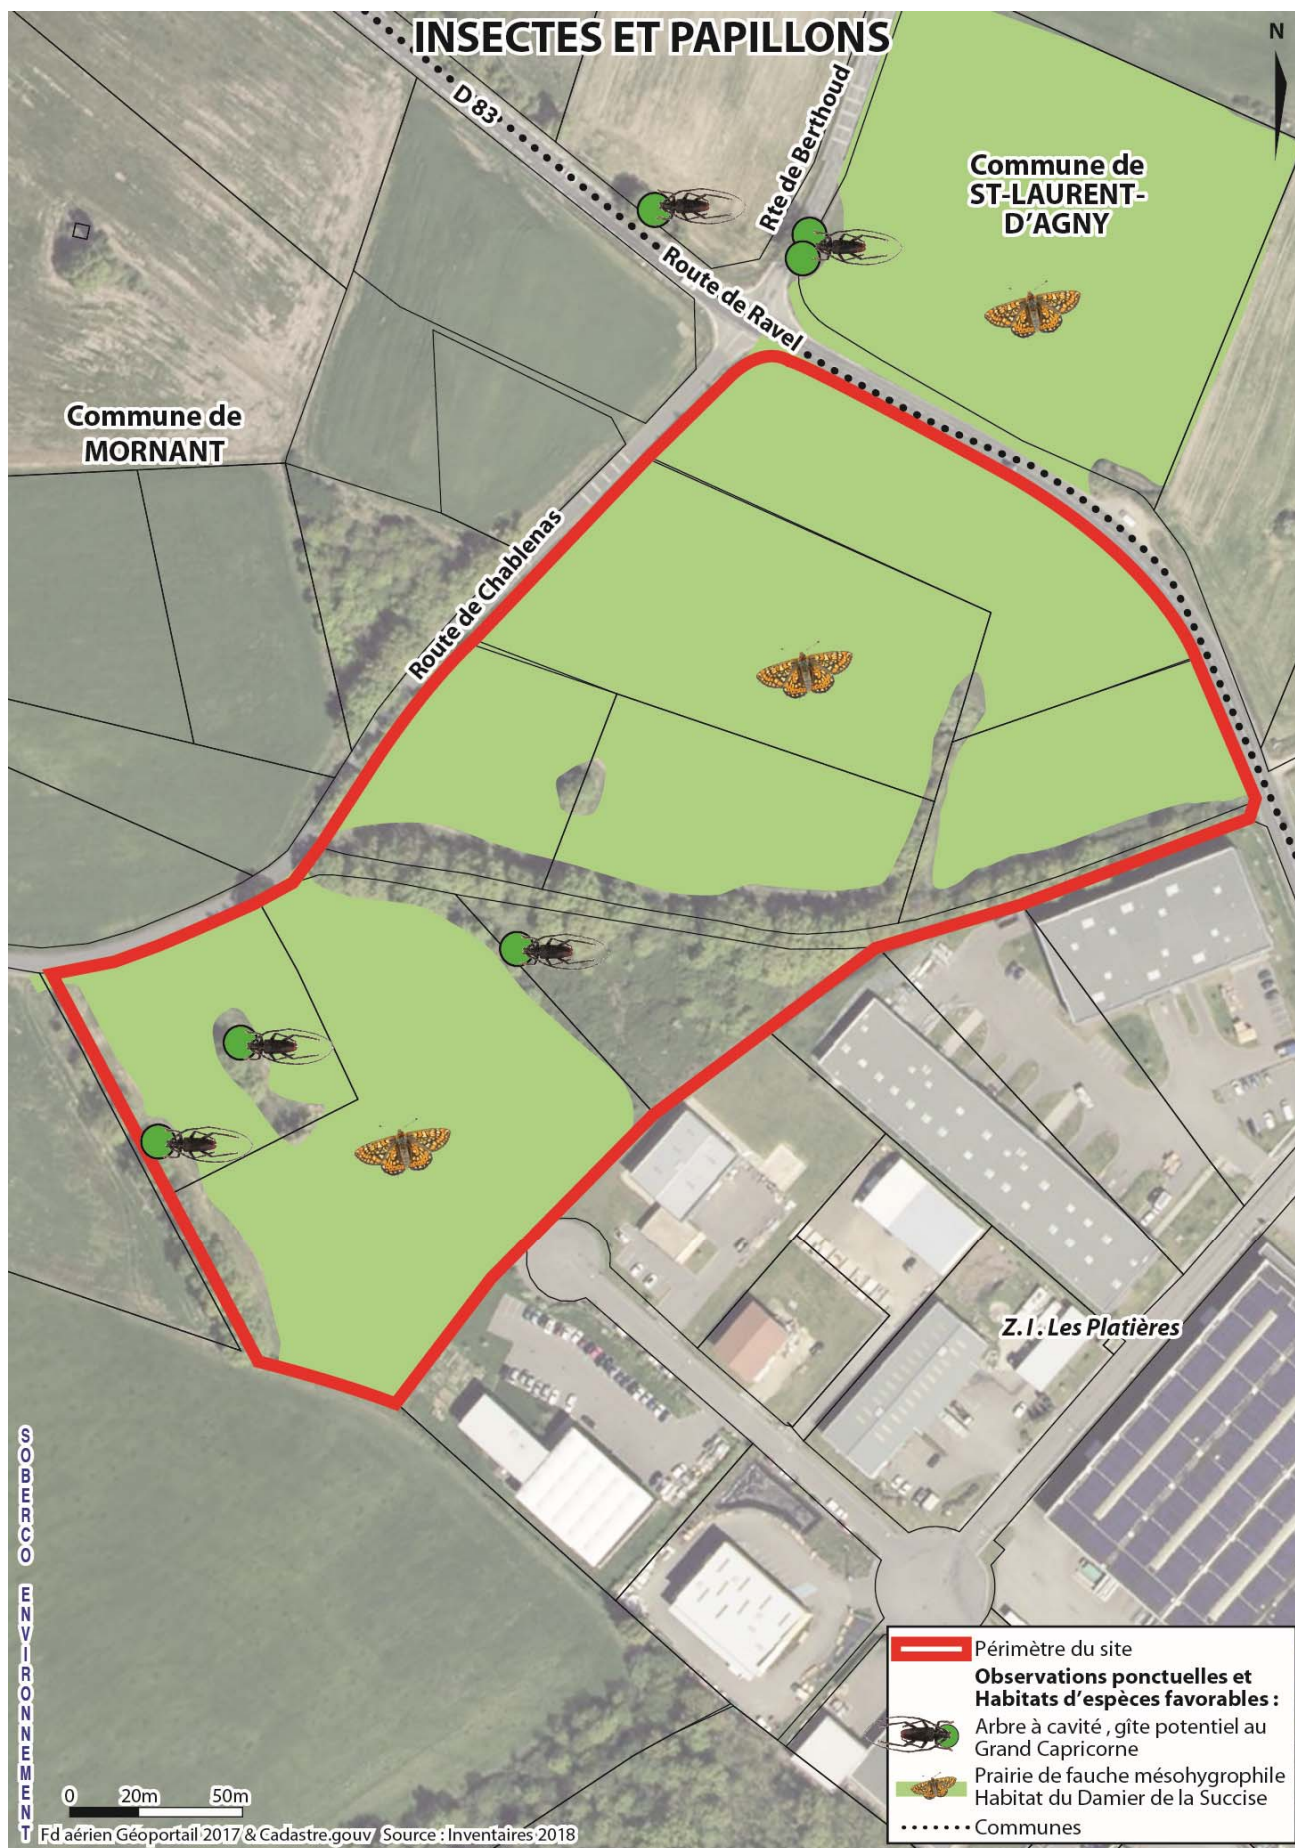 INSECTES ET PAPILLONS
N
D 83
Rte de Berthoud
Commune de
ST-LAURENT-
D'AGNY
Route de Ravel
Commune de
MORNANT
Route de Chablenas
Z.I. Les Platières
SOBERCO ENVIRONNEMENT
Périmètre du site
Observations ponctuelles et
Habitats d'espèces favorables :
Arbre à cavité , gîte potentiel au
Grand Capricorne
Prairie de fauche mésohygrophile
Habitat du Damier de la Succise
Communes
0 20m 50m
Fd aérien Géoportail 2017 & Cadastre.gouv Source : Inventaires 2018